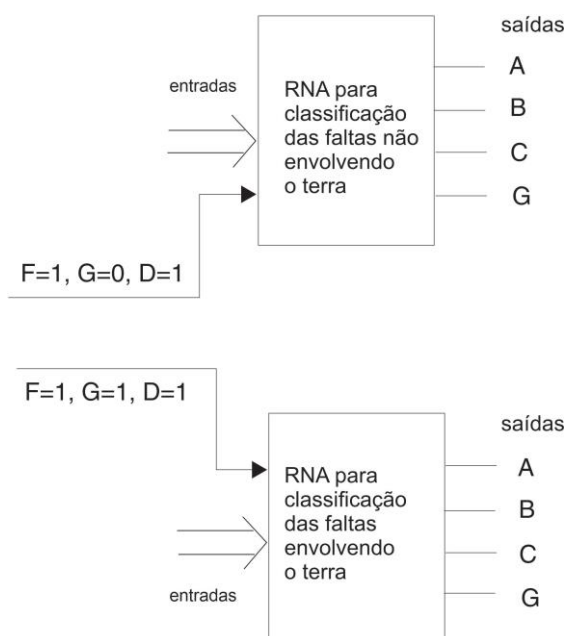 saídas
entradas
RNA para
classificação
das faltas não
envolvendo
o terra
A
B
C
G
F=1, G=0, D=1
F=1, G=1, D=1
saídas
RNA para
classificação
das faltas
envolvendo
o terra
A
B
C
G
entradas